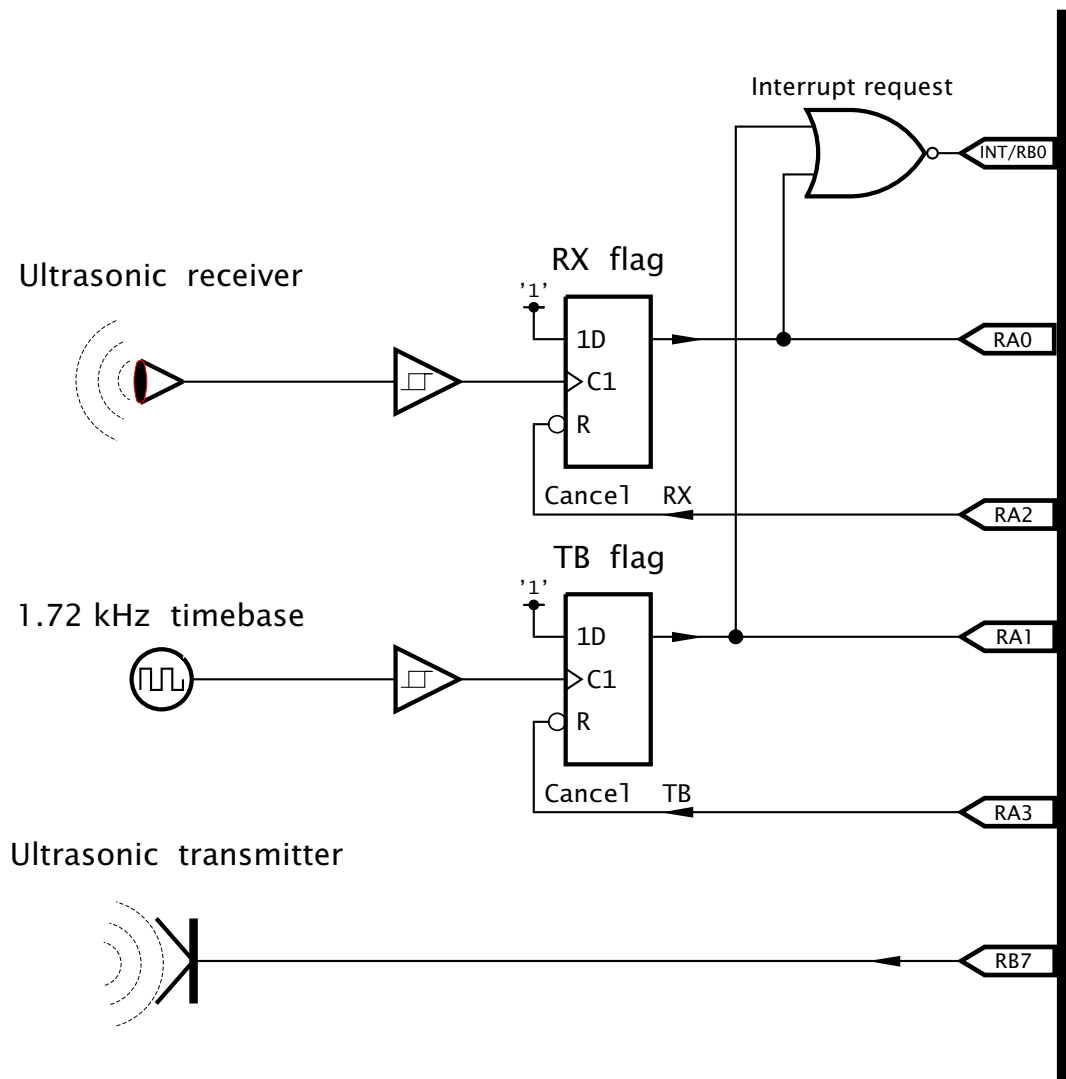 Interrupt request
INT/RB0
Ultrasonic receiver
RX flag
'1'
1D
C1
R
RA0
Cancel RX
RA2
TB flag
'1'
1.72 kHz timebase
1D
C1
R
RA1
Cancel TB
RA3
Ultrasonic transmitter
RB7